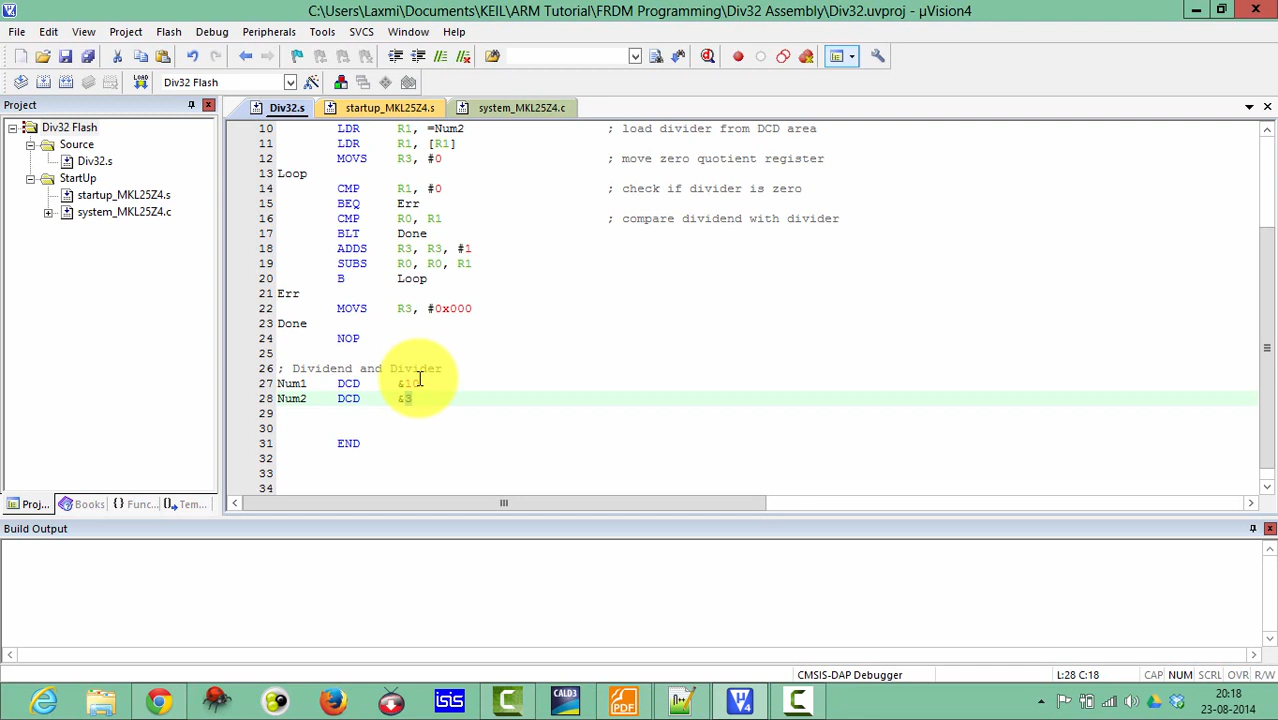 C:\Users\Laxmi\Documents\KEIL\ARM Tutorial\FRDM Programming\Div32 Assembly\Div32.uvproj - µVision4
File Edit View Project Flash Debug Peripherals Tools SVCS Window Help
LOAD Div32 Flash
Project
Div32.s startup_MKL25Z4.s system_MKL25Z4.c
Div32 Flash
Source
Div32.s
StartUp
startup_MKL25Z4.s
system_MKL25Z4.c
10 LDR R1, =Num2 ; load divider from DCD area
11 LDR R1, [R1]
12 MOVS R3, #0 ; move zero quotient register
13 Loop
14 CMP R1, #0 ; check if divider is zero
15 BEQ Err
16 CMP R0, R1 ; compare dividend with divider
17 BLT Done
18 ADDS R3, R3, #1
19 SUBS R0, R0, R1
20 B Loop
21 Err
22 MOVS R3, #0x000
23 Done
24 NOP
25
26 ; Dividend and Divider
27 Num1 DCD &10
28 Num2 DCD &3
29
30
31 END
32
33
34
Proj... Books {} Func... Tem...
Build Output
CMSIS-DAP Debugger L:28 C:18 CAP NUM SCRL OVR R/W
isis CALD3 PDF
20:18
23-08-2014